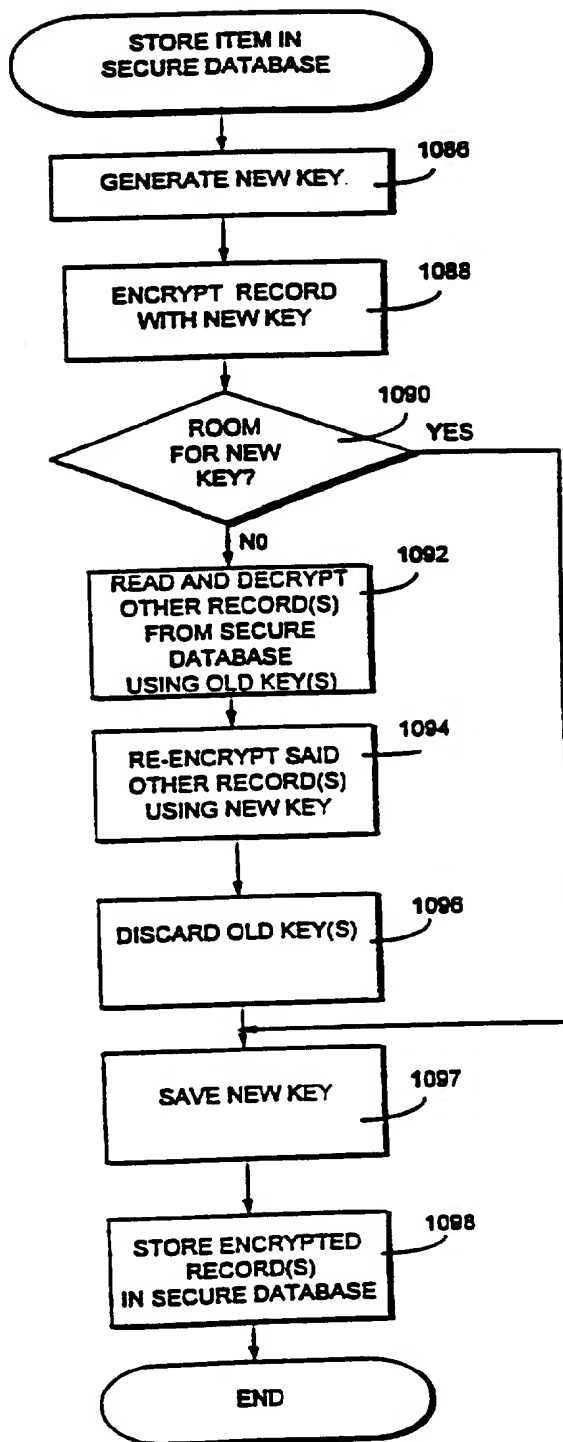 STORE ITEM IN
SECURE DATABASE
1086
GENERATE NEW KEY.
1088
ENCRYPT RECORD
WITH NEW KEY
1090
ROOM
FOR NEW
KEY?
YES
NO
1092
READ AND DECRYPT
OTHER RECORD(S)
FROM SECURE
DATABASE
USING OLD KEY(S)
1094
RE-ENCRYPT SAID
OTHER RECORD(S)
USING NEW KEY
1096
DISCARD OLD KEY(S)
1097
SAVE NEW KEY
1098
STORE ENCRYPTED
RECORD(S)
IN SECURE DATABASE
END